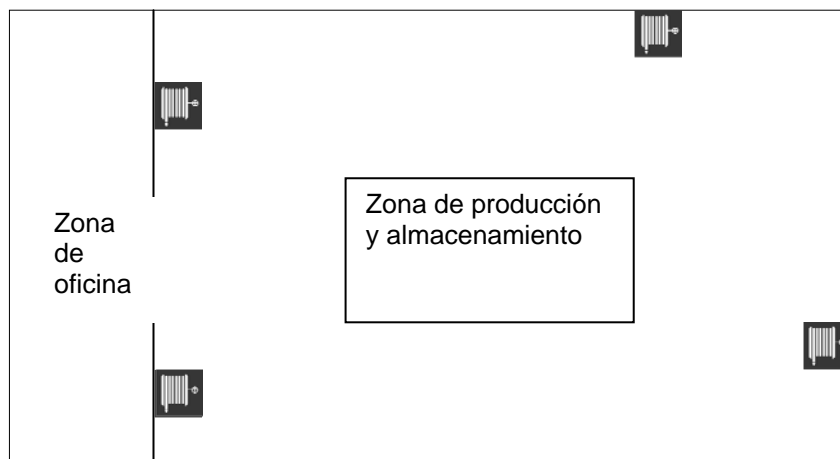 Zona
de
oficina
Zona de producción
y almacenamiento